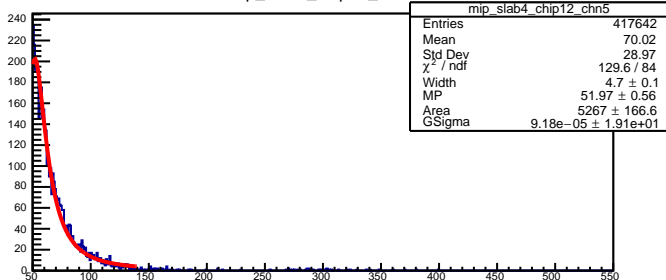 mip_slab4_chip12_chn5
Entries 417642
Mean 70.02
Std Dev 28.97
χ² / ndf 129.6 / 84
Width 4.7 ± 0.1
MP 51.97 ± 0.56
Area 5267 ± 166.6
GSigma 9.18e−05 ± 1.91e+01
240
220
200
180
160
140
120
100
80
60
40
20
0
50 100 150 200 250 300 350 400 450 500 550